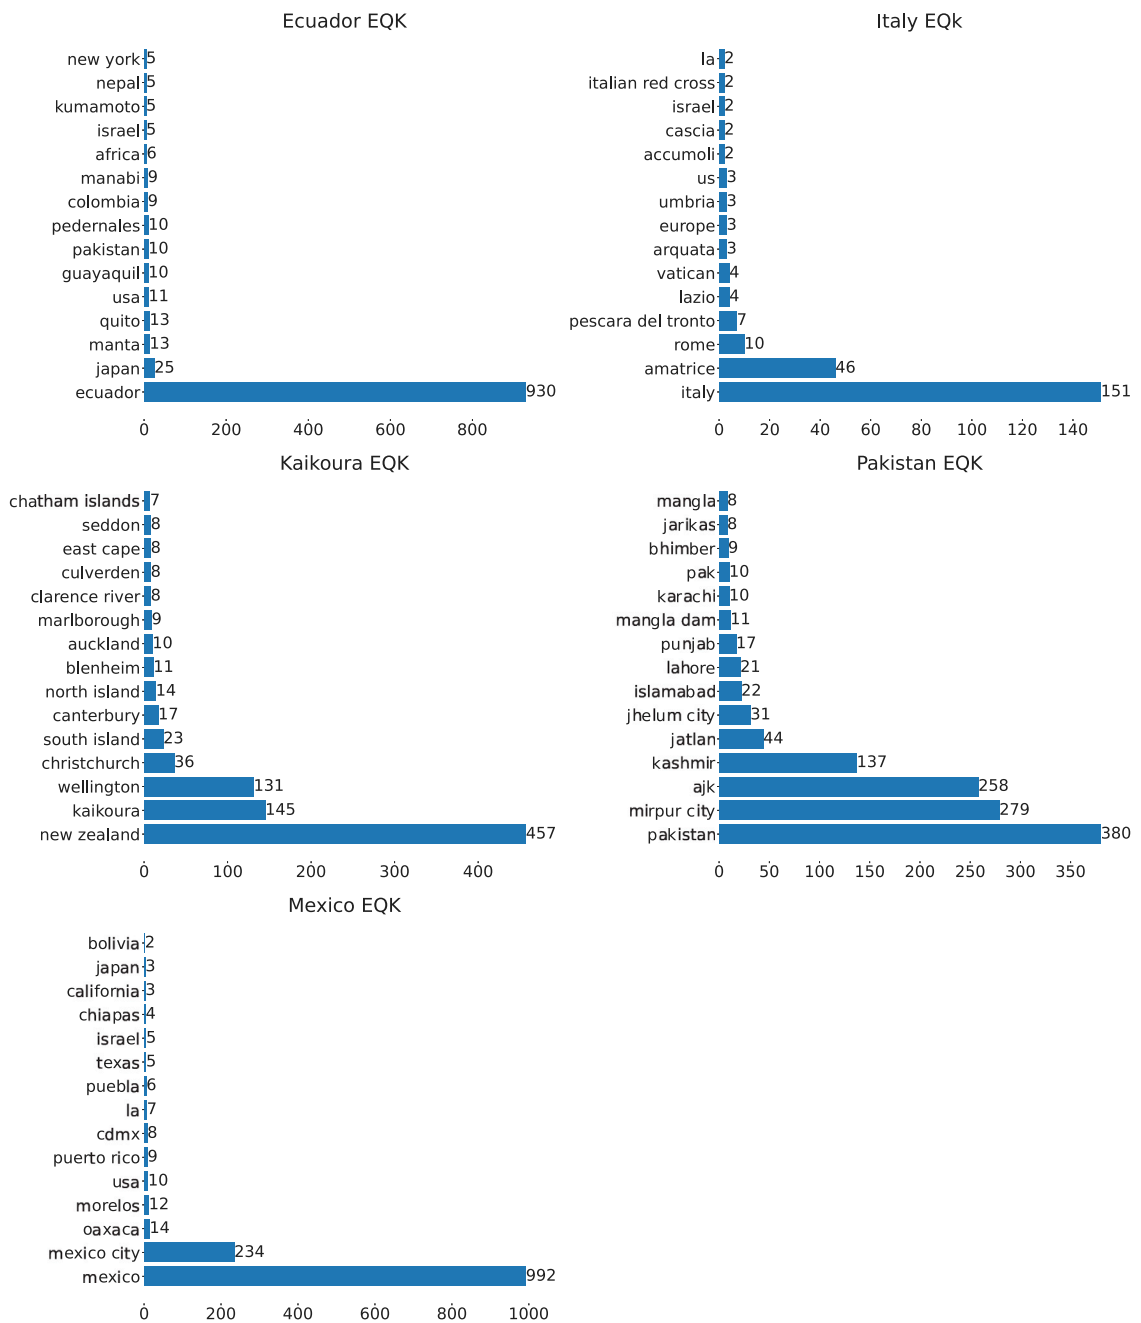 Ecuador EQK
new york 5
nepal 5
kumamoto 5
israel 5
africa 6
manabi 9
colombia 9
pedernales 10
pakistan 10
guayaquil 10
usa 11
quito 13
manta 13
japan 25
ecuador 930
0 200 400 600 800
Italy EQk
la 2
italian red cross 2
israel 2
cascia 2
accumoli 2
us 3
umbria 3
europe 3
arquata 3
vatican 4
lazio 4
pescara del tronto 7
rome 10
amatrice 46
italy 151
0 20 40 60 80 100 120 140
Kaikoura EQK
chatham islands 7
seddon 8
east cape 8
culverden 8
clarence river 8
marlborough 9
auckland 10
blenheim 11
north island 14
canterbury 17
south island 23
christchurch 36
wellington 131
kaikoura 145
new zealand 457
0 100 200 300 400
Pakistan EQK
mangla 8
jarikas 8
bhimber 9
pak 10
karachi 10
mangla dam 11
punjab 17
lahore 21
islamabad 22
jhelum city 31
jatlan 44
kashmir 137
ajk 258
mirpur city 279
pakistan 380
0 50 100 150 200 250 300 350
Mexico EQK
bolivia 2
japan 3
california 3
chiapas 4
israel 5
texas 5
puebla 6
la 7
cdmx 8
puerto rico 9
usa 10
morelos 12
oaxaca 14
mexico city 234
mexico 992
0 200 400 600 800 1000